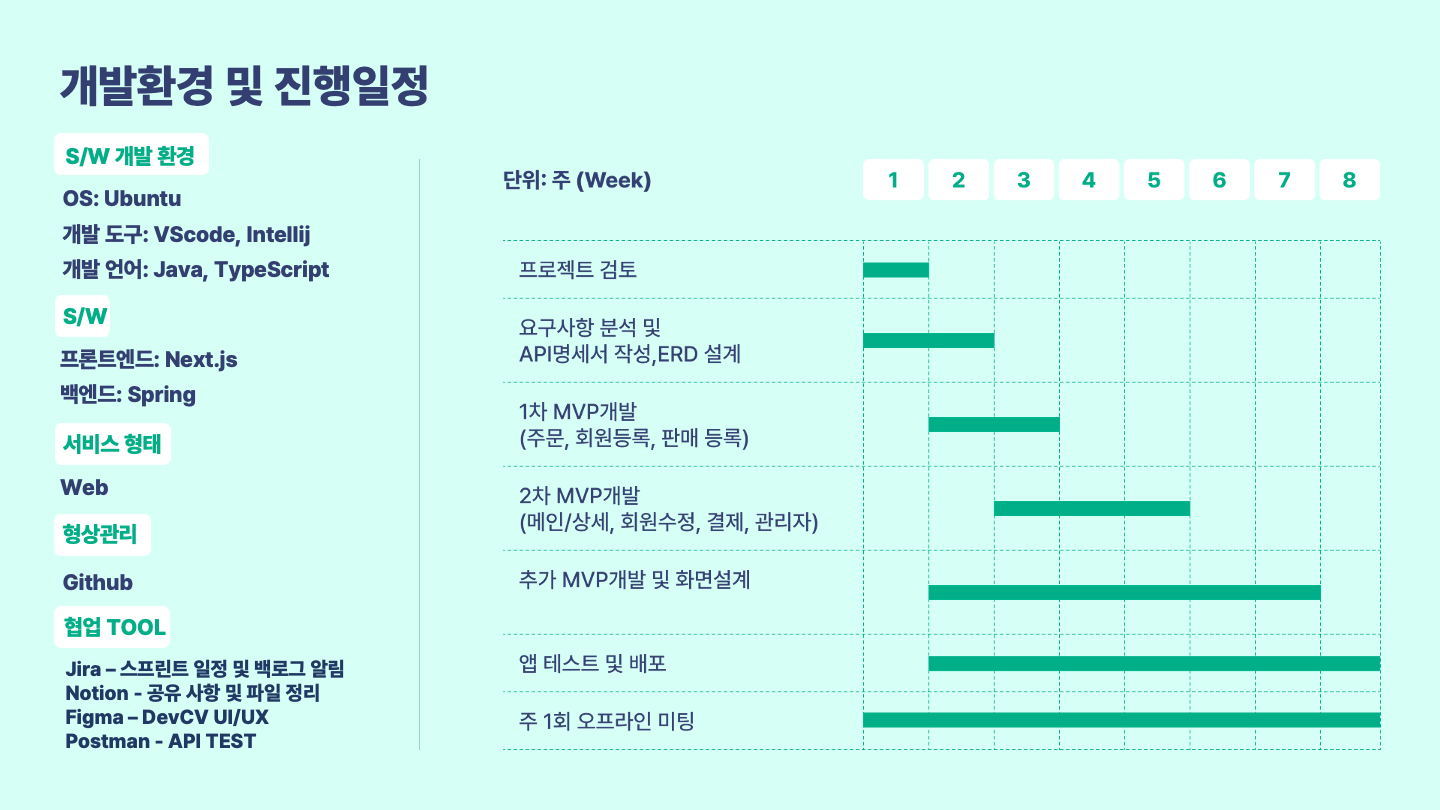 개발환경 및 진행일정
S/W 개발 환경
OS: Ubuntu
개발 도구: VScode, Intellij
개발 언어: Java, TypeScript
S/W
프론트엔드: Next.js
백엔드: Spring
서비스 형태
Web
형상관리
Github
협업 TOOL
Jira – 스프린트 일정 및 백로그 알림
Notion - 공유 사항 및 파일 정리
Figma – DevCV UI/UX
Postman - API TEST
단위: 주 (Week)
1 2 3 4 5 6 7 8
프로젝트 검토
요구사항 분석 및
API명세서 작성,ERD 설계
1차 MVP개발
(주문, 회원등록, 판매 등록)
2차 MVP개발
(메인/상세, 회원수정, 결제, 관리자)
추가 MVP개발 및 화면설계
앱 테스트 및 배포
주 1회 오프라인 미팅